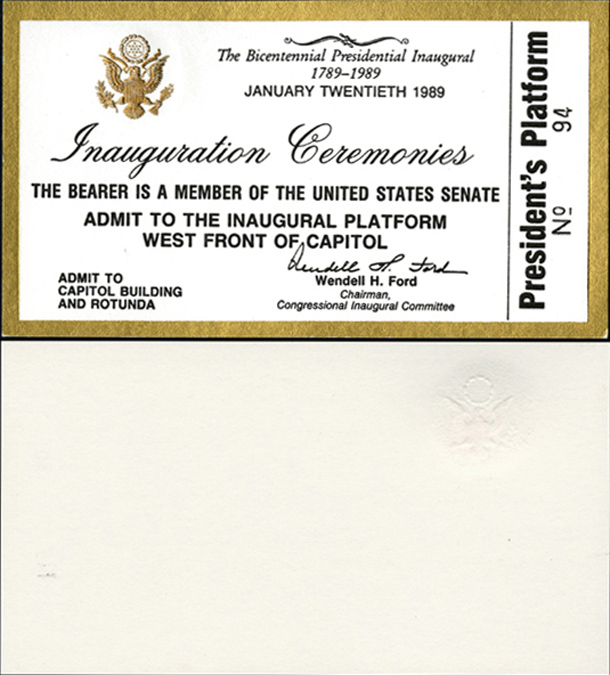 The Bicentennial Presidential Inaugural
1789–1989
JANUARY TWENTIETH 1989
Inauguration Ceremonies
THE BEARER IS A MEMBER OF THE UNITED STATES SENATE
ADMIT TO THE INAUGURAL PLATFORM
WEST FRONT OF CAPITOL
Wendell H. Ford
Wendell H. Ford
Chairman,
Congressional Inaugural Committee
ADMIT TO
CAPITOL BUILDING
AND ROTUNDA
President's Platform
Nº 94